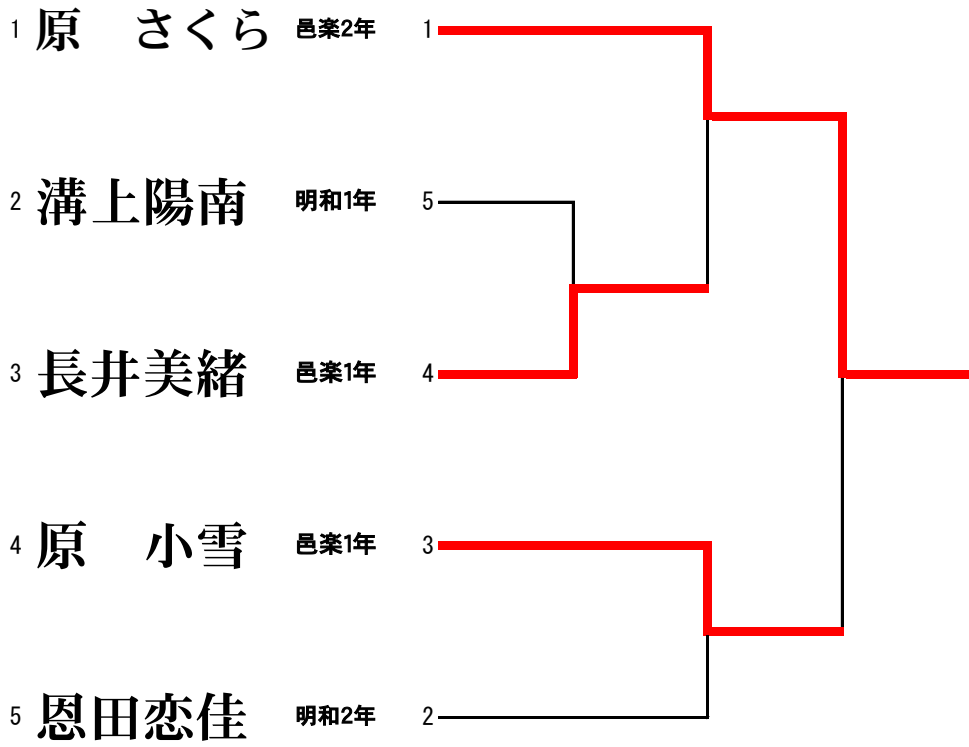 1 原　さくら 邑楽2年 1
2 溝上陽南 明和1年 5
3 長井美緒 邑楽1年 4
4 原　小雪 邑楽1年 3
5 恩田恋佳 明和2年 2